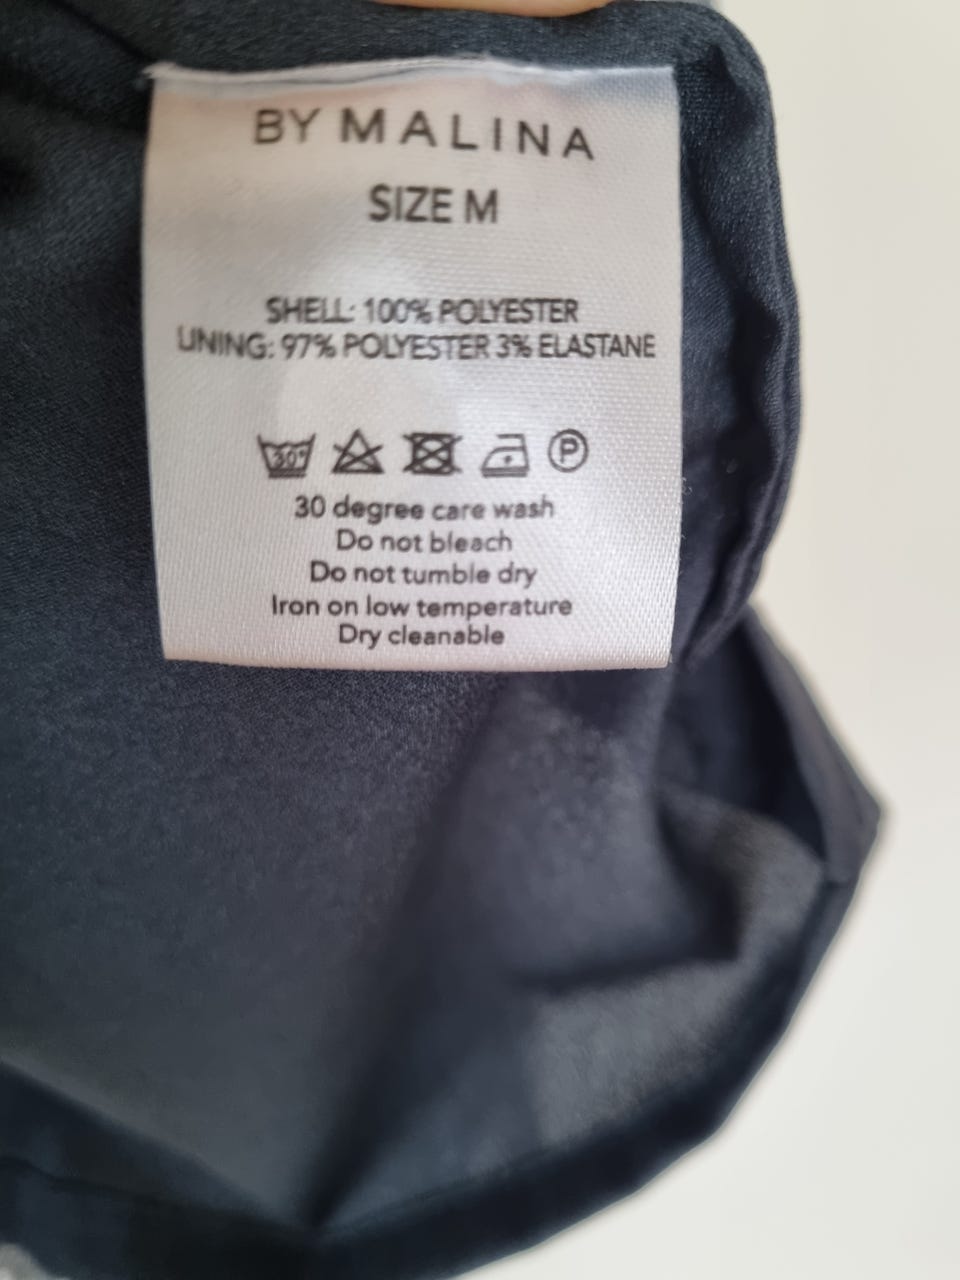 BY MALINA
SIZE M
SHELL: 100% POLYESTER
LINING: 97% POLYESTER 3% ELASTANE
30° P
30 degree care wash
Do not bleach
Do not tumble dry
Iron on low temperature
Dry cleanable